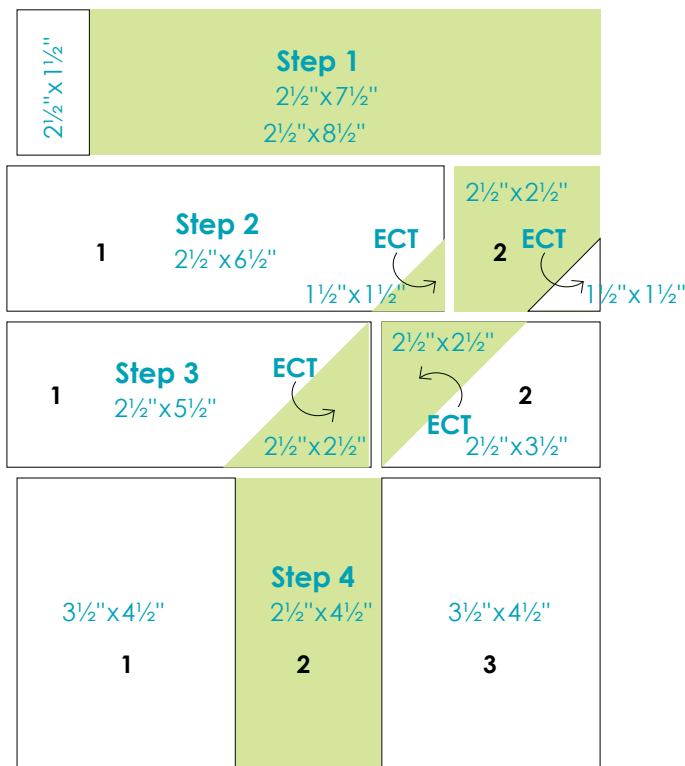 2½"x1½"
Step 1
2½"x7½"
2½"x8½"
1
Step 2
2½"x6½"
ECT
1½"x1½"
2½"x2½"
2
ECT
1½"x1½"
1
Step 3
2½"x5½"
ECT
2½"x2½"
2½"x2½"
ECT
2
2½"x3½"
3½"x4½"
1
Step 4
2½"x4½"
2
3½"x4½"
3